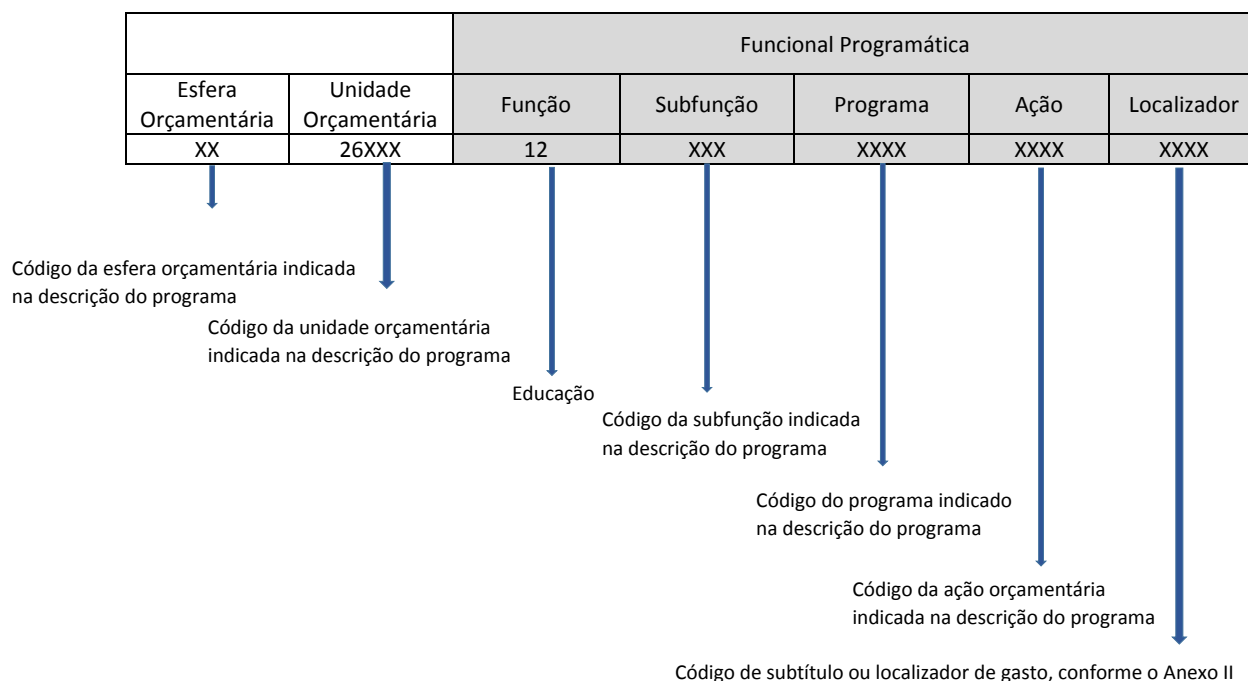 Funcional Programática
Esfera
Orçamentária
Unidade
Orçamentária
Função
Subfunção
Programa
Ação
Localizador
XX
26XXX
12
XXX
XXXX
XXXX
XXXX
Código da esfera orçamentária indicada
na descrição do programa
Código da unidade orçamentária
indicada na descrição do programa
Educação
Código da subfunção indicada
na descrição do programa
Código do programa indicado
na descrição do programa
Código da ação orçamentária
indicada na descrição do programa
Código de subtítulo ou localizador de gasto, conforme o Anexo II